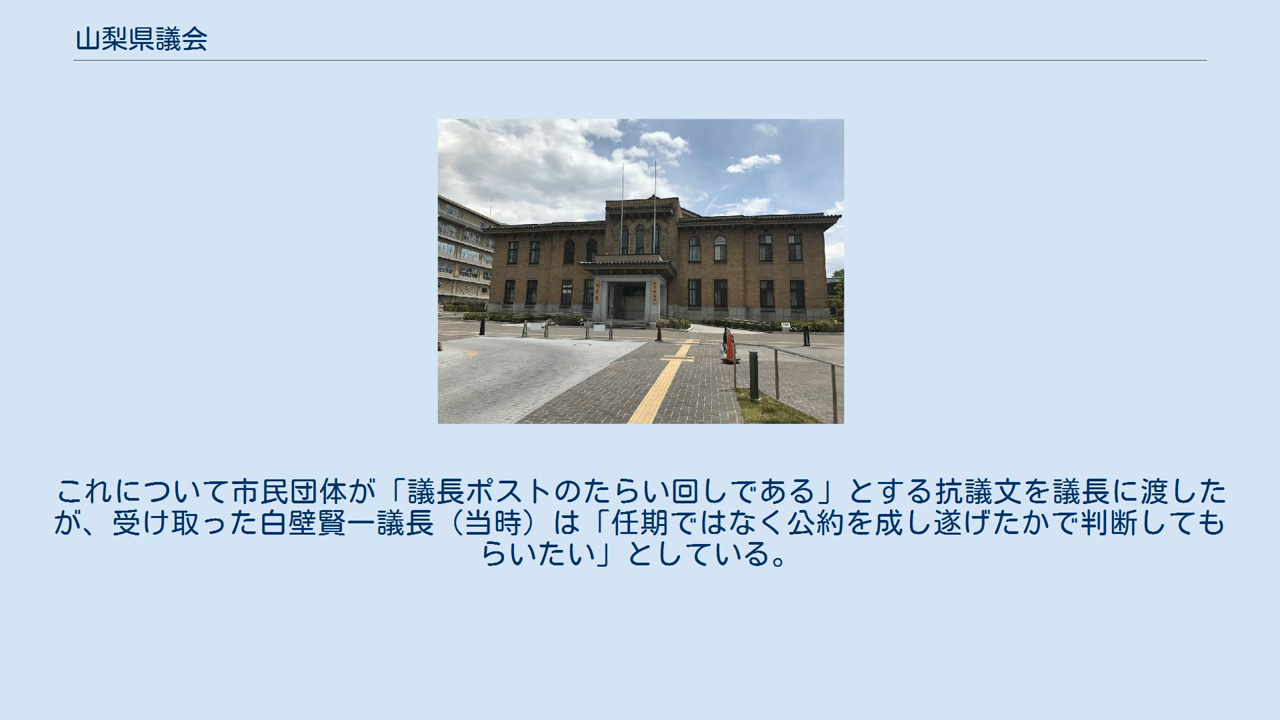 山梨県議会
これについて市民団体が「議長ポストのたらい回しである」とする抗議文を議長に渡した
が、受け取った白壁賢一議長（当時）は「任期ではなく公約を成し遂げたかで判断しても
らいたい」としている。